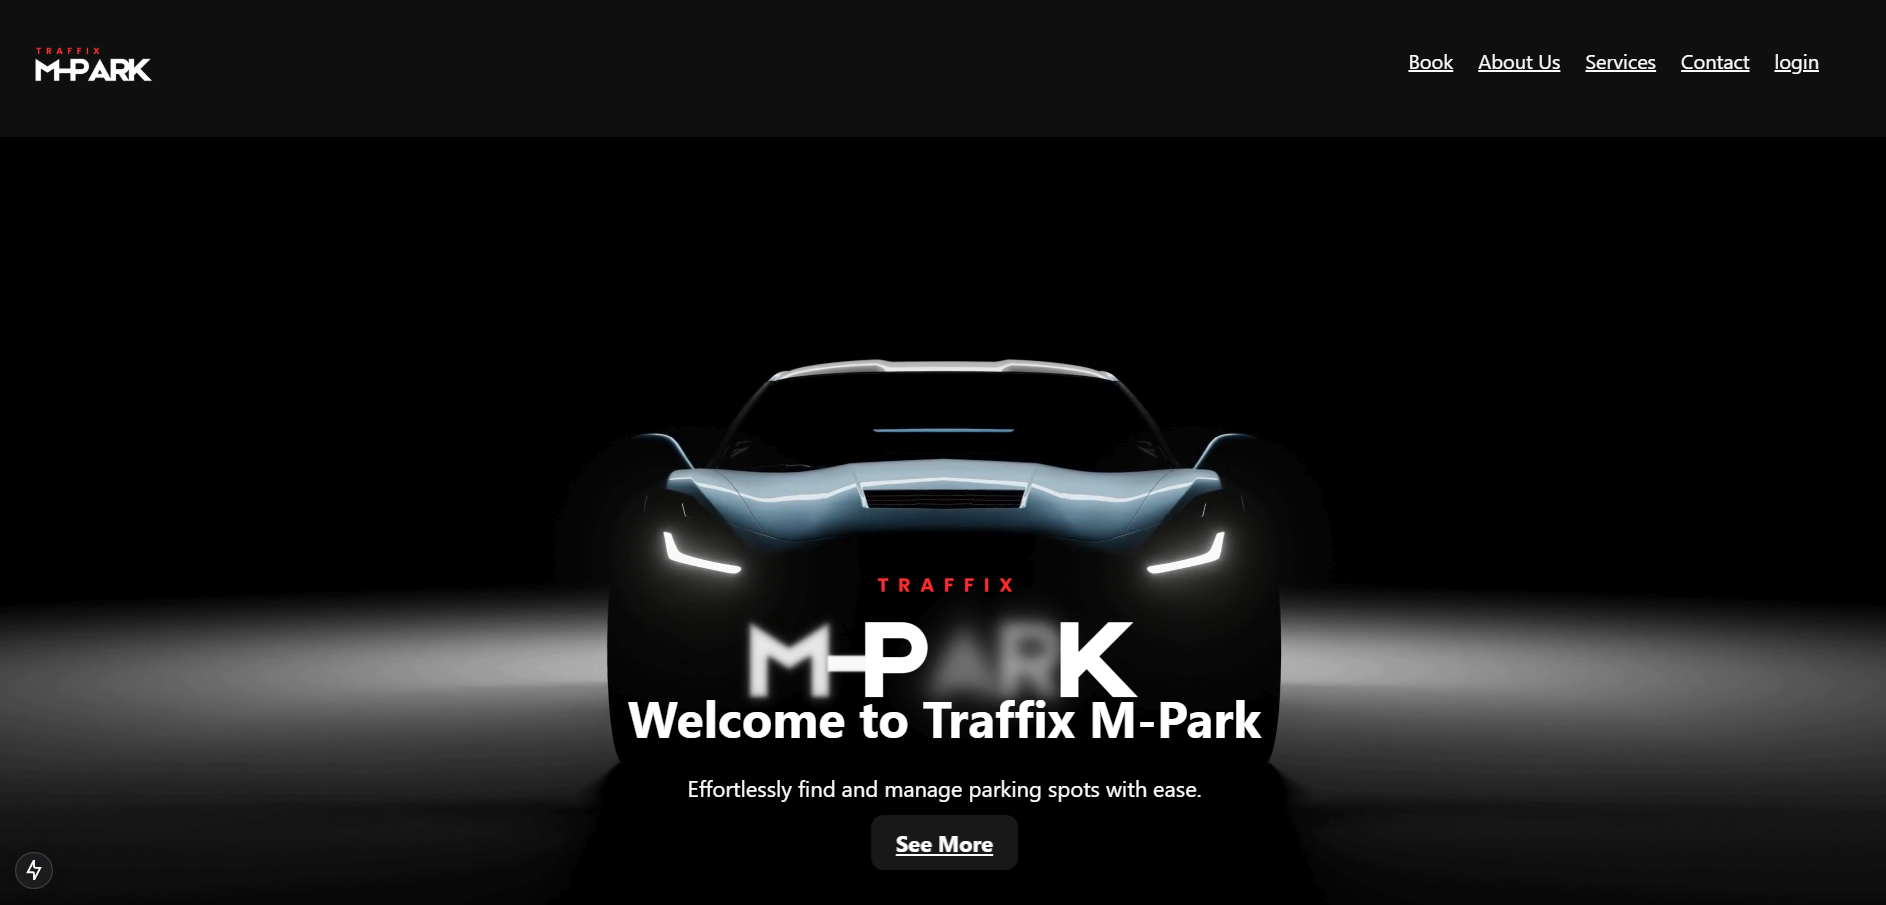 TRAFFIX
M-PARK
Book About Us Services Contact login
TRAFFIX
M-PARK
Welcome to Traffix M-Park
Effortlessly find and manage parking spots with ease.
See More